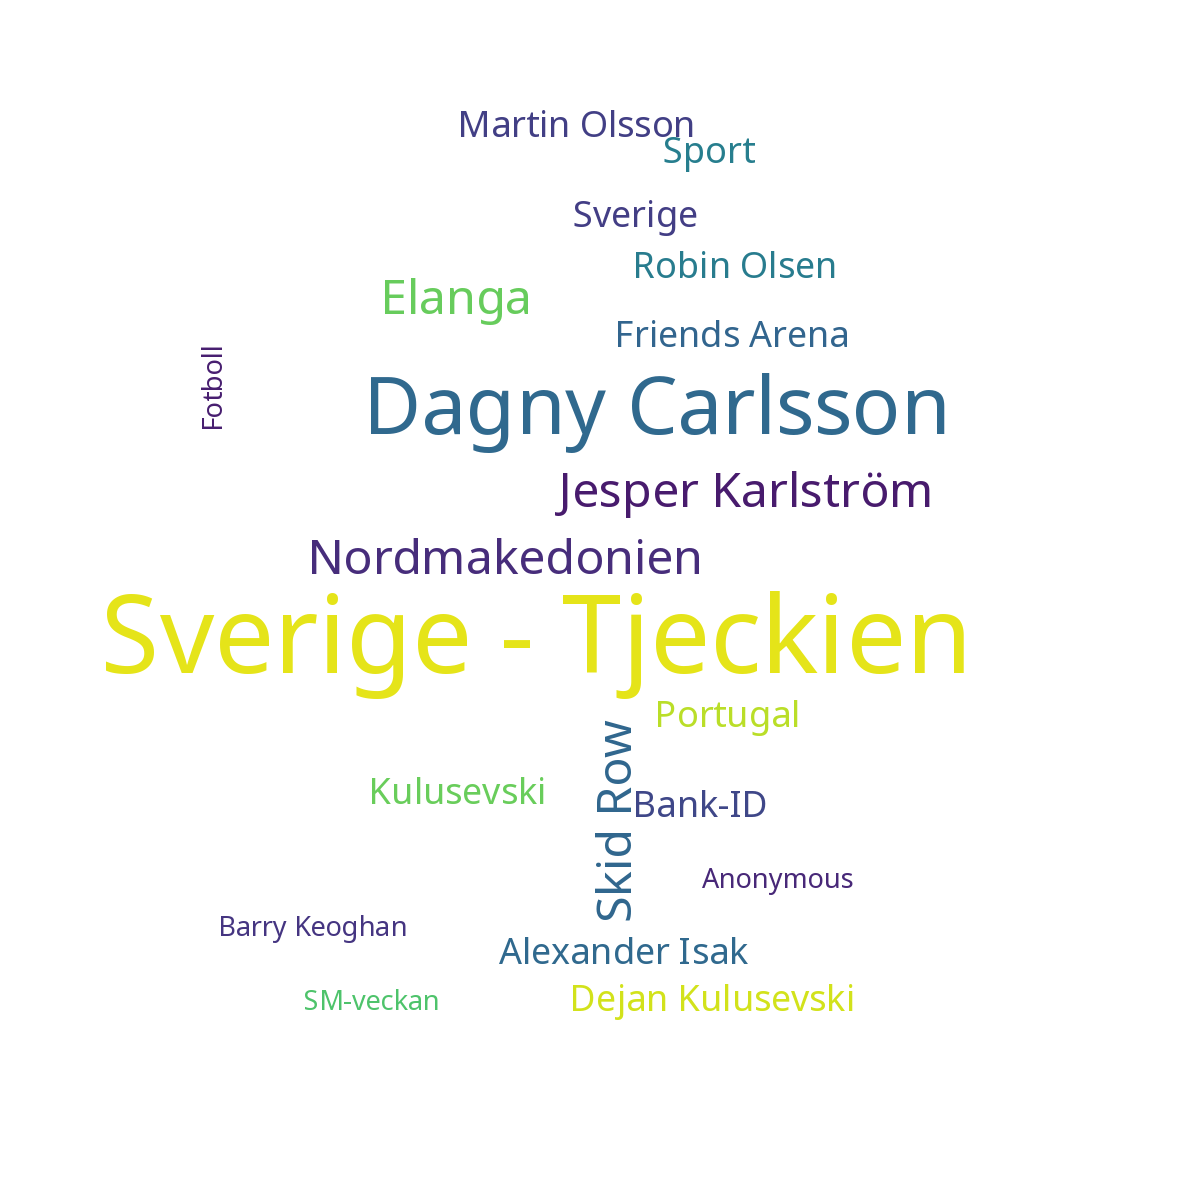 Martin Olsson
Sport
Sverige
Robin Olsen
Elanga
Friends Arena
Fotboll
Dagny Carlsson
Jesper Karlström
Nordmakedonien
Sverige - Tjeckien
Portugal
Skid Row
Kulusevski
Bank-ID
Anonymous
Barry Keoghan
Alexander Isak
SM-veckan
Dejan Kulusevski